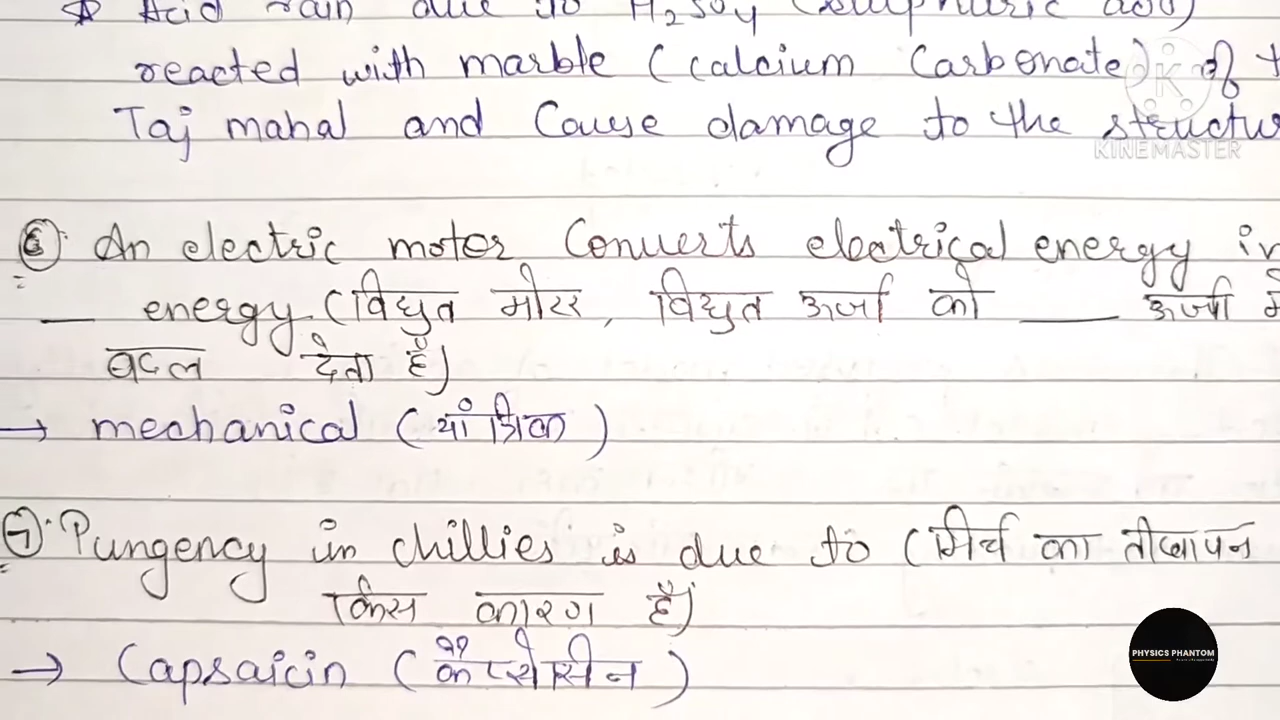 Acid rain due to H2SO4 (sulphuric acid)
reacted with marble (calcium Carbonate) of
Taj mahal and Cause damage to the
KINEMASTER
⑥ An electric motor Converts electrical energy in
___ energy (विधुत मोटर, विधुत ऊर्जा को ___ ऊर्जा में
बदल देता है)
→ mechanical (यांत्रिक)
⑦ Pungency in chillies is due to (मिर्च का तीखापन
किस कारण है)
PHYSICS PHANTOM
→ Capsaicin (कैप्सेसीन)